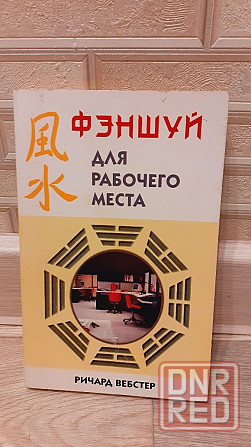 風水
ФЭНШУЙ
ДЛЯ
РАБОЧЕГО
МЕСТА
РИЧАРД ВЕБСТЕР
DNR
RED